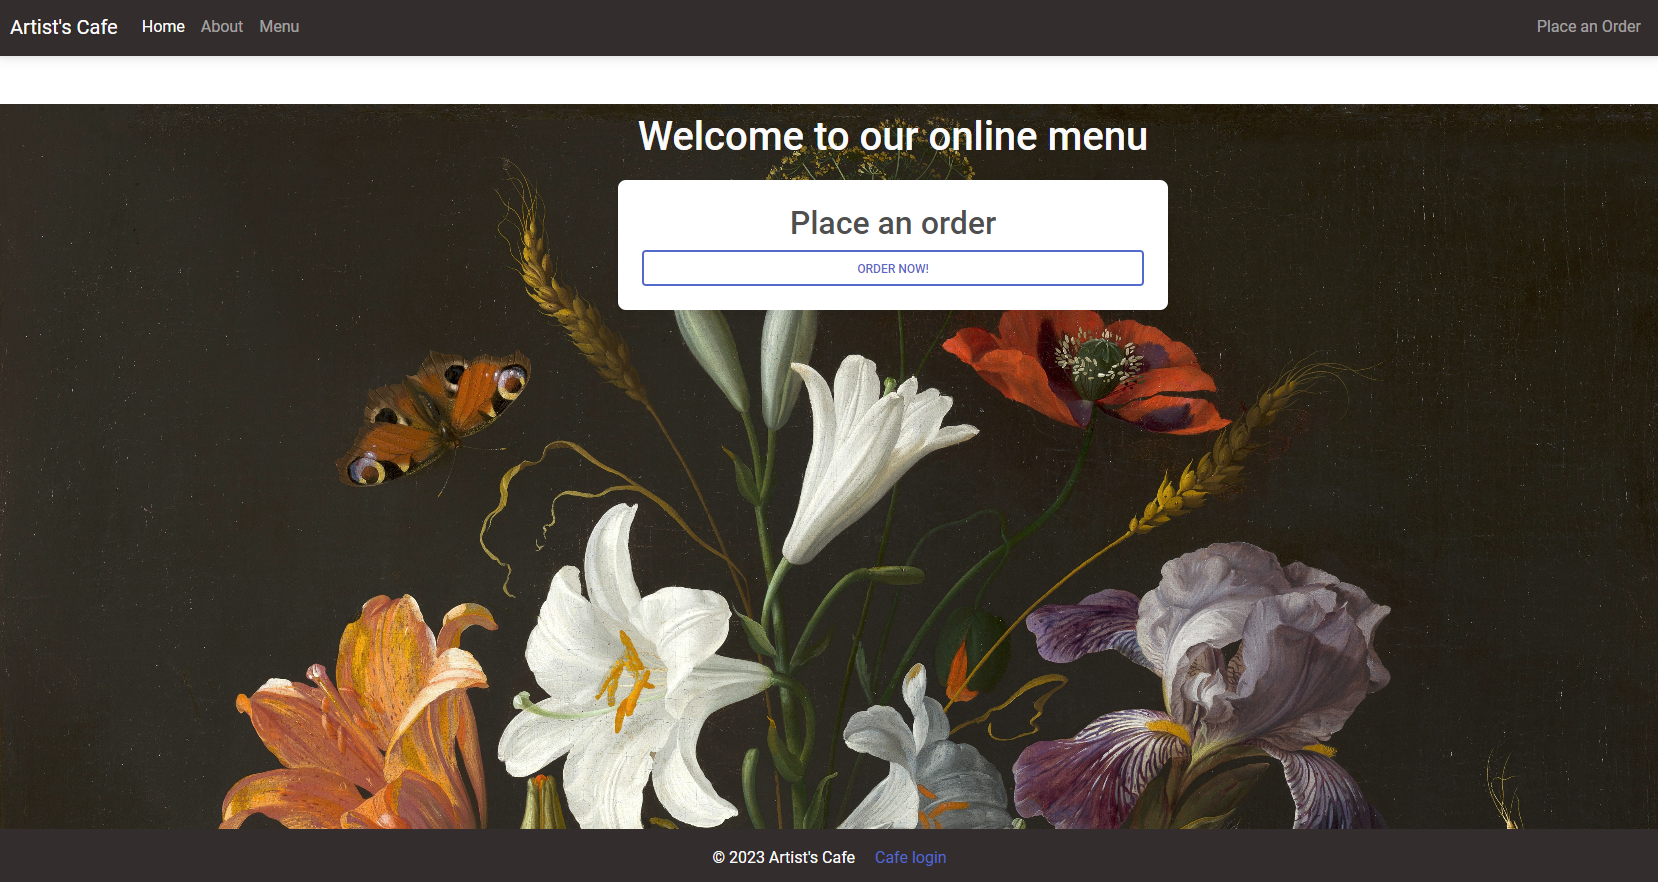 Artist's Cafe Home About Menu Place an Order
Welcome to our online menu
Place an order
ORDER NOW!
© 2023 Artist's Cafe Cafe login